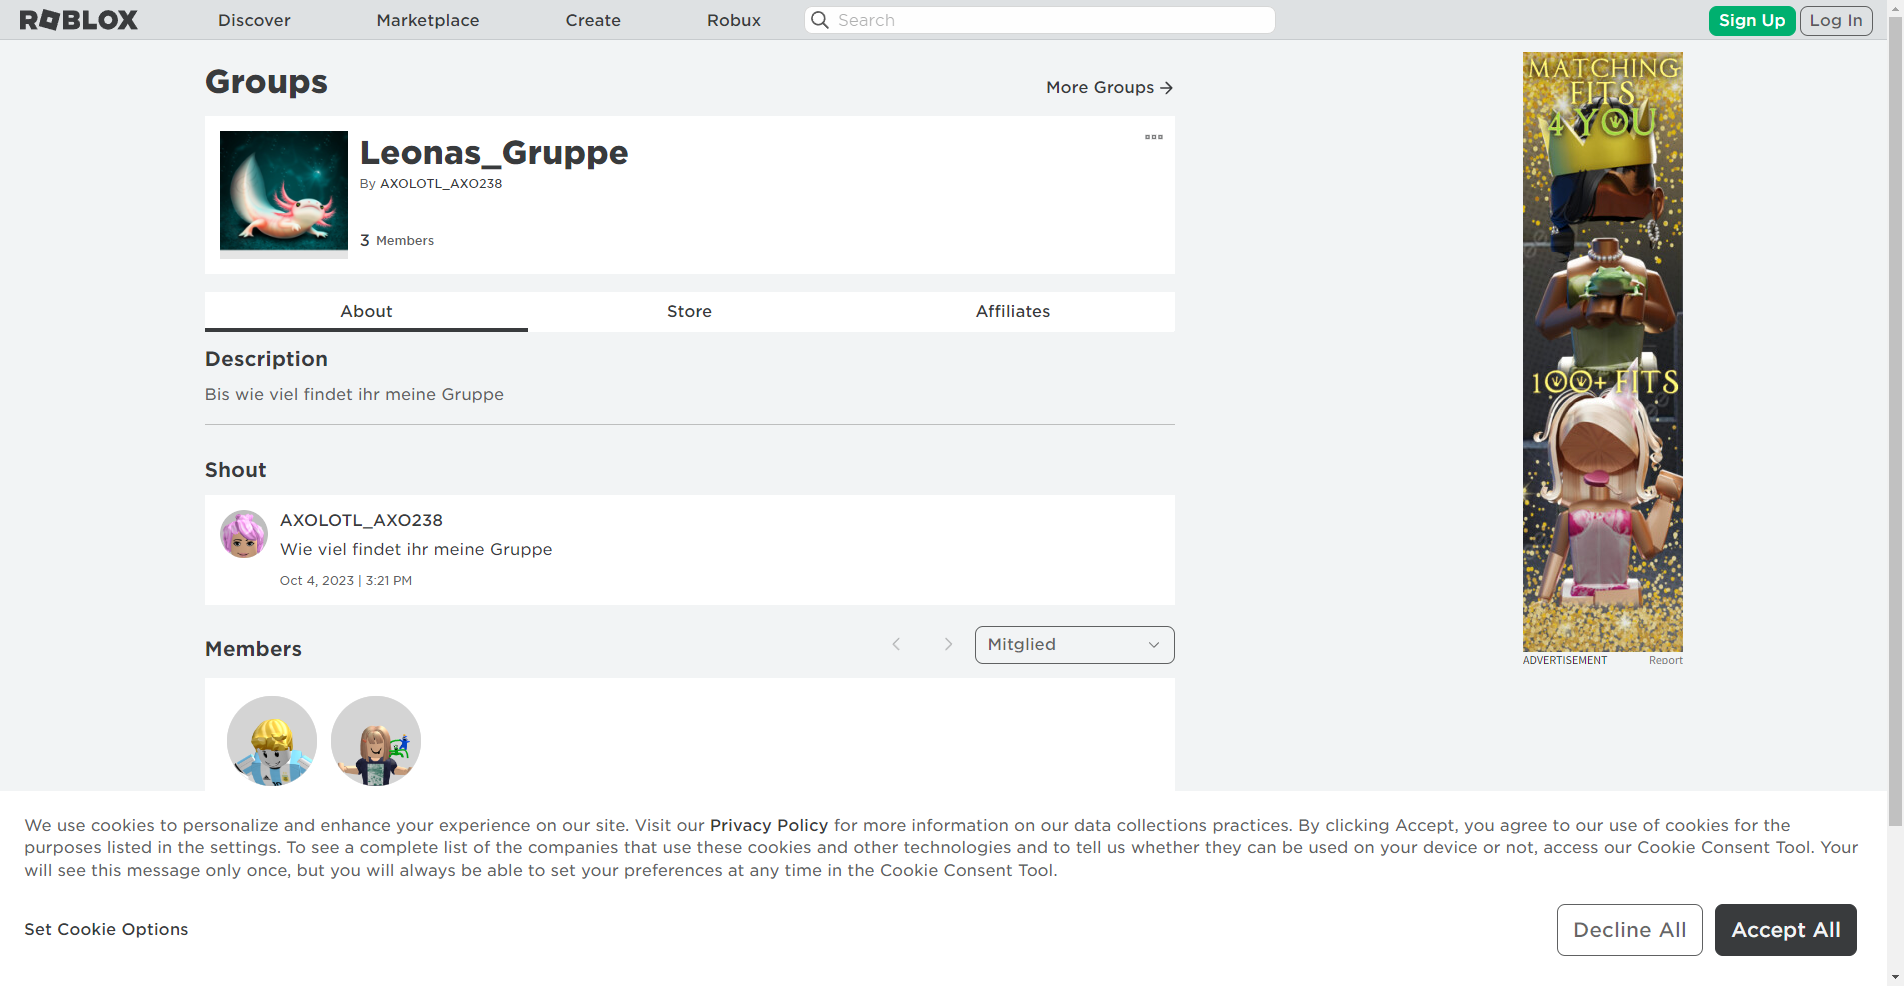 ROBLOX
Discover
Marketplace
Create
Robux
Search
Sign Up
Log In
Groups
More Groups
Leonas_Gruppe
By AXOLOTL_AXO238
3 Members
About
Store
Affiliates
Description
Bis wie viel findet ihr meine Gruppe
Shout
AXOLOTL_AXO238
Wie viel findet ihr meine Gruppe
Oct 4, 2023 | 3:21 PM
Members
Mitglied
MATCHING
FITS
4 YOU
100+ FITS
ADVERTISEMENT
Report
We use cookies to personalize and enhance your experience on our site. Visit our Privacy Policy for more information on our data collections practices. By clicking Accept, you agree to our use of cookies for the
purposes listed in the settings. To see a complete list of the companies that use these cookies and other technologies and to tell us whether they can be used on your device or not, access our Cookie Consent Tool. Your
will see this message only once, but you will always be able to set your preferences at any time in the Cookie Consent Tool.
Set Cookie Options
Decline All
Accept All